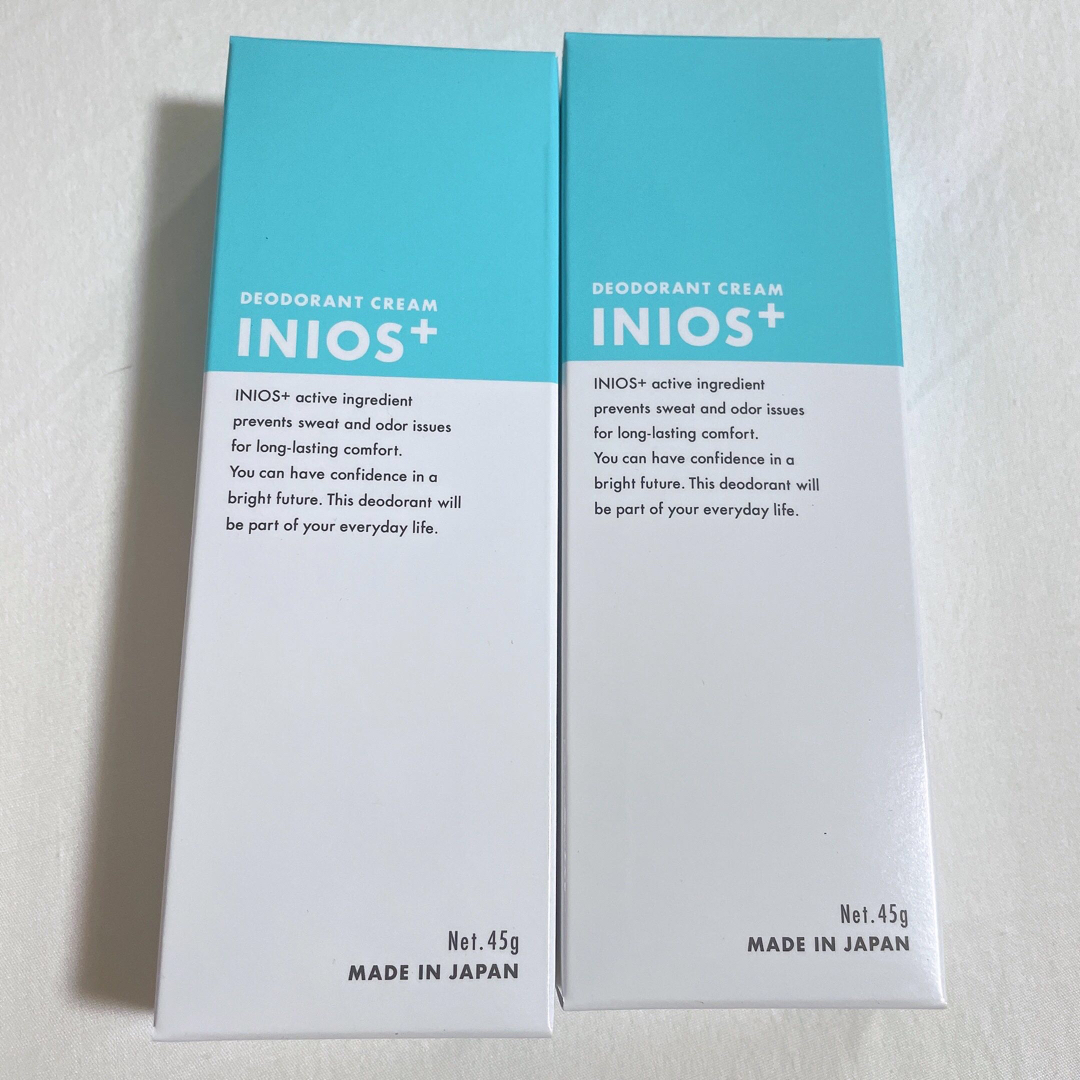 DEODORANT CREAM
INIOS+
INIOS+ active ingredient
prevents sweat and odor issues
for long-lasting comfort.
You can have confidence in a
bright future. This deodorant will
be part of your everyday life.
Net.45g
MADE IN JAPAN
DEODORANT CREAM
INIOS+
INIOS+ active ingredient
prevents sweat and odor issues
for long-lasting comfort.
You can have confidence in a
bright future. This deodorant will
be part of your everyday life.
Net.45g
MADE IN JAPAN